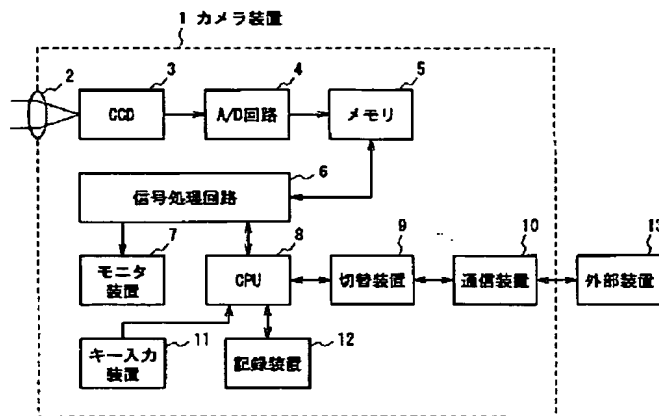 1 カメラ装置
2
3
4
5
CCD
A/D回路
メモリ
6
信号処理回路
7
8
9
10
13
モニタ
装置
CPU
切替装置
通信装置
外部装置
11
12
キー入力
装置
記録装置